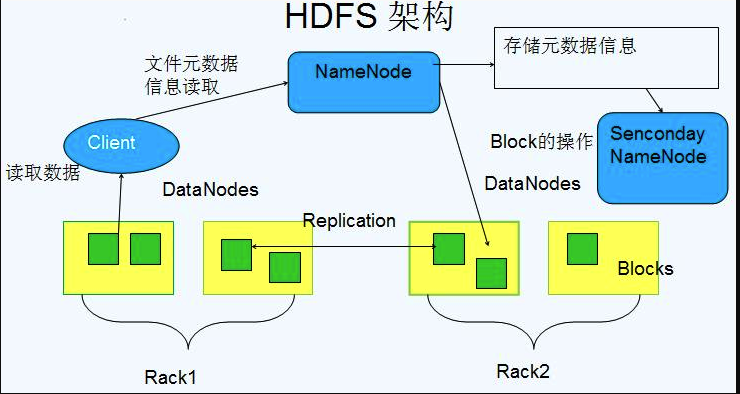 HDFS 架构
文件元数据
信息读取
NameNode
存储元数据信息
Client
Block的操作
Senconday
NameNode
读取数据
DataNodes
DataNodes
Replication
Blocks
Rack1
Rack2